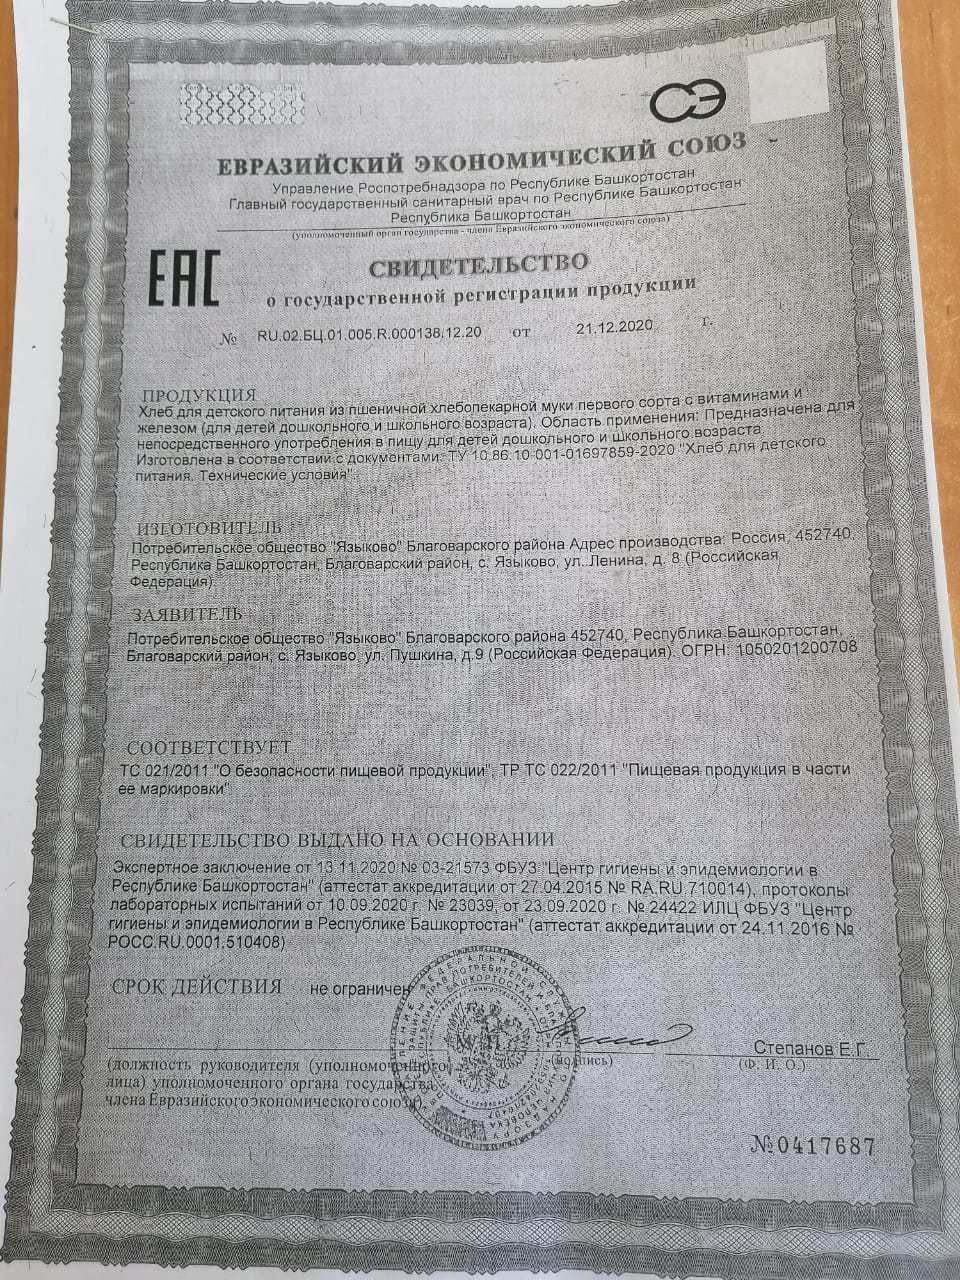 СЭ
ЕВРАЗИЙСКИЙ ЭКОНОМИЧЕСКИЙ СОЮЗ
Управление Роспотребнадзора по Республике Башкортостан
Главный государственный санитарный врач по Республике Башкортостан
Республика Башкортостан
(уполномоченный орган государства - члена Евразийского экономического союза)
ЕАС
СВИДЕТЕЛЬСТВО
о государственной регистрации продукции
№ RU.02.БЦ.01.005.R.000138.12.20 от 21.12.2020 г.
ПРОДУКЦИЯ
Хлеб для детского питания из пшеничной хлебопекарной муки первого сорта с витаминами и
железом (для детей дошкольного и школьного возраста). Область применения: Предназначена для
непосредственного употребления в пищу для детей дошкольного и школьного возраста.
Изготовлена в соответствии с документами: ТУ 10.86.10-001-01697859-2020 "Хлеб для детского
питания. Технические условия".
ИЗГОТОВИТЕЛЬ
Потребительское общество "Языково" Благоварского района Адрес производства: Россия, 452740,
Республика Башкортостан, Благоварский район, с. Языково, ул. Ленина, д. 8 (Российская
Федерация)
ЗАЯВИТЕЛЬ
Потребительское общество "Языково" Благоварского района 452740, Республика Башкортостан,
Благоварский район, с. Языково, ул. Пушкина, д.9 (Российская Федерация). ОГРН: 1050201200708
СООТВЕТСТВУЕТ
ТС 021/2011 "О безопасности пищевой продукции", ТР ТС 022/2011 "Пищевая продукция в части
ее маркировки"
СВИДЕТЕЛЬСТВО ВЫДАНО НА ОСНОВАНИИ
Экспертное заключение от 13.11.2020 № 03-21573 ФБУЗ "Центр гигиены и эпидемиологии в
Республике Башкортостан" (аттестат аккредитации от 27.04.2015 № RA.RU.710014), протоколы
лабораторных испытаний от 10.09.2020 г. № 23039, от 23.09.2020 г. № 24422 ИЛЦ ФБУЗ "Центр
гигиены и эпидемиологии в Республике Башкортостан" (аттестат аккредитации от 24.11.2016 №
РОСС.RU.0001.510408)
СРОК ДЕЙСТВИЯ не ограничен
Степанов Е.Г.
(должность руководителя (уполномоченного (подпись) (Ф. И. О.)
лица) уполномоченного органа государства
члена Евразийского экономического союза)
№0417687